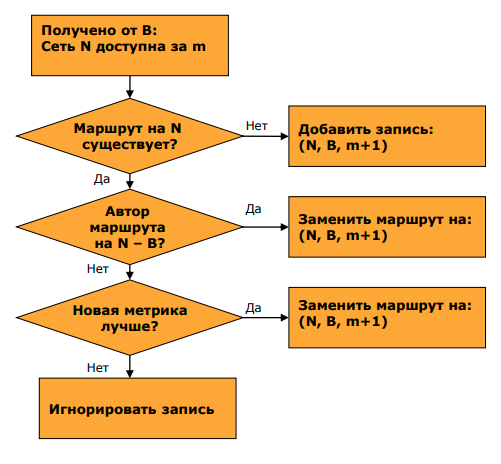 Получено от B:
Сеть N доступна за m
Маршрут на N
существует?
Нет
Добавить запись:
(N, B, m+1)
Да
Автор
маршрута
на N – B?
Да
Заменить маршрут на:
(N, B, m+1)
Нет
Новая метрика
лучше?
Да
Заменить маршрут на:
(N, B, m+1)
Нет
Игнорировать запись